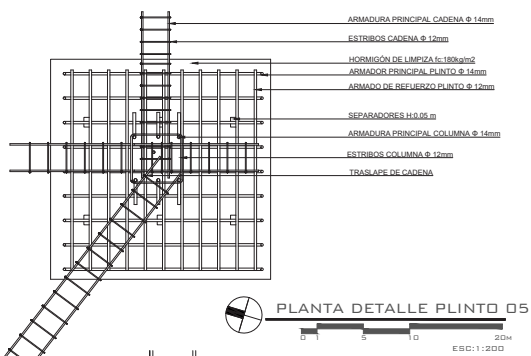 ARMADURA PRINCIPAL CADENA Φ 14mm
ESTRIBOS CADENA Φ 12mm
HORMIGÓN DE LIMPIZA fc:180kg/m2
ARMADOR PRINCIPAL PLINTO Φ 14mm
ARMADO DE REFUERZO PLINTO Φ 12mm
SEPARADORES H:0.05 m
ARMADURA PRINCIPAL COLUMNA Φ 14mm
ESTRIBOS COLUMNA Φ 12mm
TRASLAPE DE CADENA
PLANTA DETALLE PLINTO 05
0 1 5 10 20M
ESC:1:200